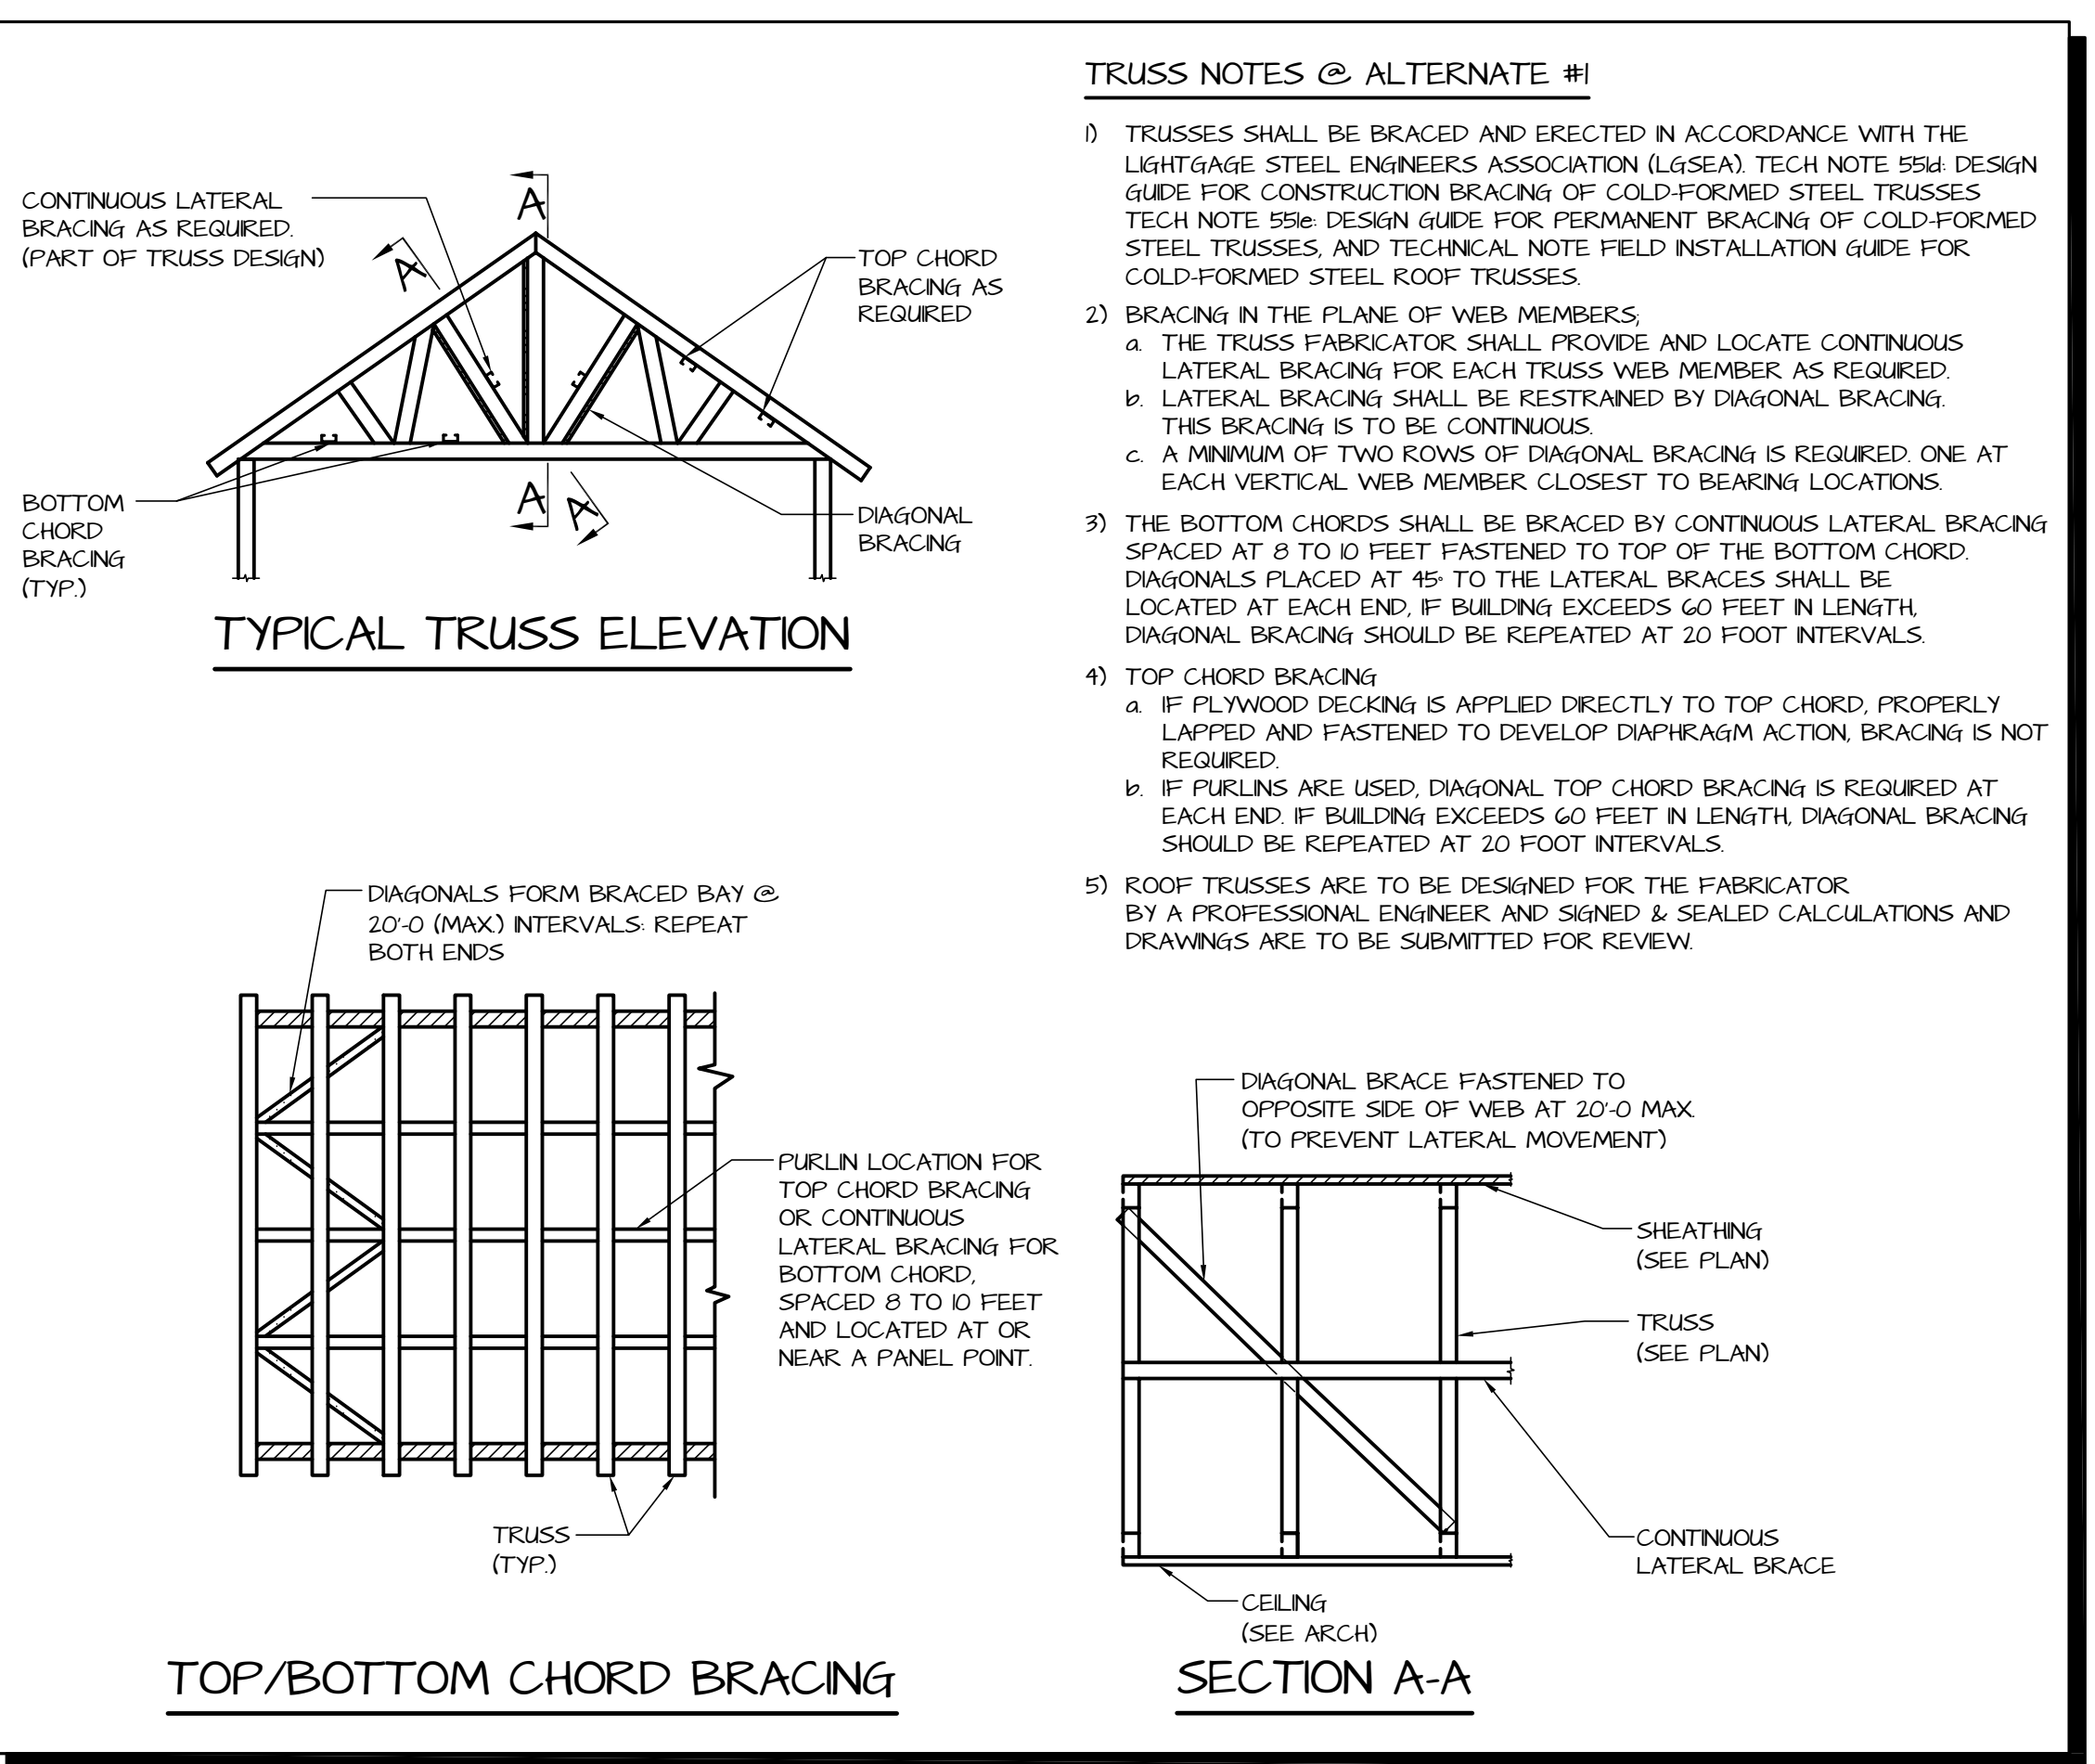 TRUSS NOTES @ ALTERNATE #1
1) TRUSSES SHALL BE BRACED AND ERECTED IN ACCORDANCE WITH THE
LIGHTGAGE STEEL ENGINEERS ASSOCIATION (LGSEA). TECH NOTE 551d: DESIGN
GUIDE FOR CONSTRUCTION BRACING OF COLD-FORMED STEEL TRUSSES
TECH NOTE 551e: DESIGN GUIDE FOR PERMANENT BRACING OF COLD-FORMED
STEEL TRUSSES, AND TECHNICAL NOTE FIELD INSTALLATION GUIDE FOR
COLD-FORMED STEEL ROOF TRUSSES.
2) BRACING IN THE PLANE OF WEB MEMBERS;
a. THE TRUSS FABRICATOR SHALL PROVIDE AND LOCATE CONTINUOUS
LATERAL BRACING FOR EACH TRUSS WEB MEMBER AS REQUIRED.
b. LATERAL BRACING SHALL BE RESTRAINED BY DIAGONAL BRACING.
THIS BRACING IS TO BE CONTINUOUS.
c. A MINIMUM OF TWO ROWS OF DIAGONAL BRACING IS REQUIRED. ONE AT
EACH VERTICAL WEB MEMBER CLOSEST TO BEARING LOCATIONS.
3) THE BOTTOM CHORDS SHALL BE BRACED BY CONTINUOUS LATERAL BRACING
SPACED AT 8 TO 10 FEET FASTENED TO TOP OF THE BOTTOM CHORD.
DIAGONALS PLACED AT 45° TO THE LATERAL BRACES SHALL BE
LOCATED AT EACH END, IF BUILDING EXCEEDS 60 FEET IN LENGTH,
DIAGONAL BRACING SHOULD BE REPEATED AT 20 FOOT INTERVALS.
4) TOP CHORD BRACING
a. IF PLYWOOD DECKING IS APPLIED DIRECTLY TO TOP CHORD, PROPERLY
LAPPED AND FASTENED TO DEVELOP DIAPHRAGM ACTION, BRACING IS NOT
REQUIRED.
b. IF PURLINS ARE USED, DIAGONAL TOP CHORD BRACING IS REQUIRED AT
EACH END. IF BUILDING EXCEEDS 60 FEET IN LENGTH, DIAGONAL BRACING
SHOULD BE REPEATED AT 20 FOOT INTERVALS.
5) ROOF TRUSSES ARE TO BE DESIGNED FOR THE FABRICATOR
BY A PROFESSIONAL ENGINEER AND SIGNED & SEALED CALCULATIONS AND
DRAWINGS ARE TO BE SUBMITTED FOR REVIEW.
CONTINUOUS LATERAL
BRACING AS REQUIRED.
(PART OF TRUSS DESIGN)
A
A
TOP CHORD
BRACING AS
REQUIRED
BOTTOM
CHORD
BRACING
(TYP.)
A
A
DIAGONAL
BRACING
TYPICAL TRUSS ELEVATION
DIAGONALS FORM BRACED BAY @
20'-0 (MAX.) INTERVALS: REPEAT
BOTH ENDS
PURLIN LOCATION FOR
TOP CHORD BRACING
OR CONTINUOUS
LATERAL BRACING FOR
BOTTOM CHORD,
SPACED 8 TO 10 FEET
AND LOCATED AT OR
NEAR A PANEL POINT.
TRUSS
(TYP.)
TOP/BOTTOM CHORD BRACING
DIAGONAL BRACE FASTENED TO
OPPOSITE SIDE OF WEB AT 20'-0 MAX.
(TO PREVENT LATERAL MOVEMENT)
SHEATHING
(SEE PLAN)
TRUSS
(SEE PLAN)
CONTINUOUS
LATERAL BRACE
CEILING
(SEE ARCH)
SECTION A-A